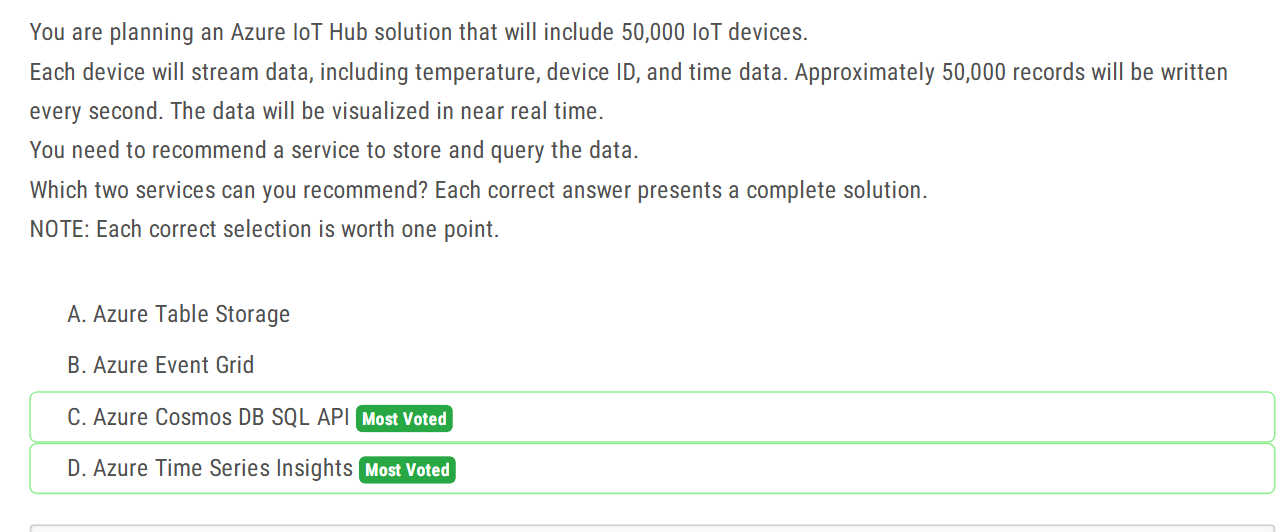 You are planning an Azure IoT Hub solution that will include 50,000 IoT devices.
Each device will stream data, including temperature, device ID, and time data. Approximately 50,000 records will be written
every second. The data will be visualized in near real time.
You need to recommend a service to store and query the data.
Which two services can you recommend? Each correct answer presents a complete solution.
NOTE: Each correct selection is worth one point.
A. Azure Table Storage
B. Azure Event Grid
C. Azure Cosmos DB SQL API Most Voted
D. Azure Time Series Insights Most Voted